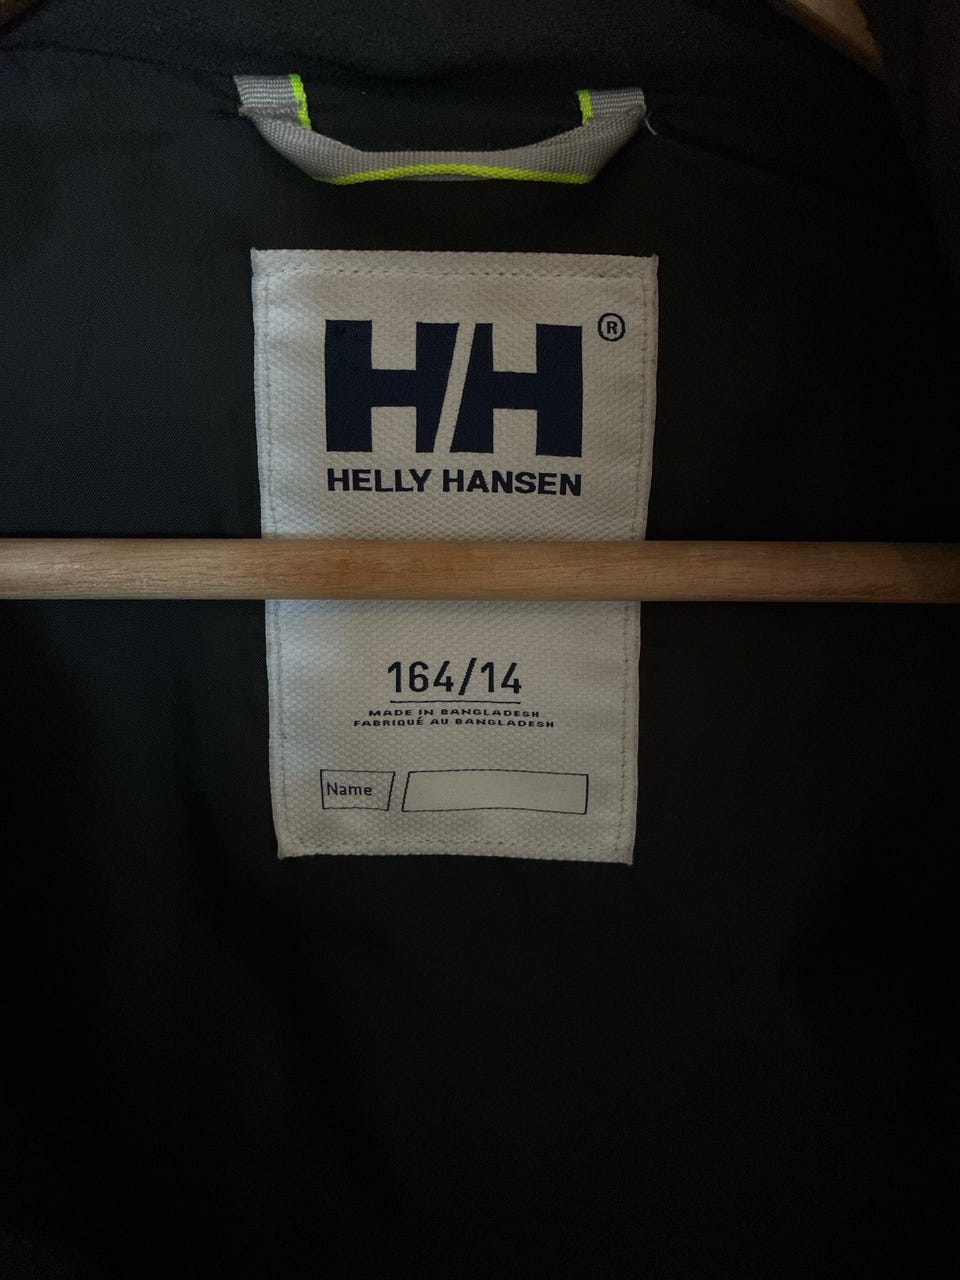 HH®
HELLY HANSEN
164/14
MADE IN BANGLADESH
FABRIQUÉ AU BANGLADESH
Name